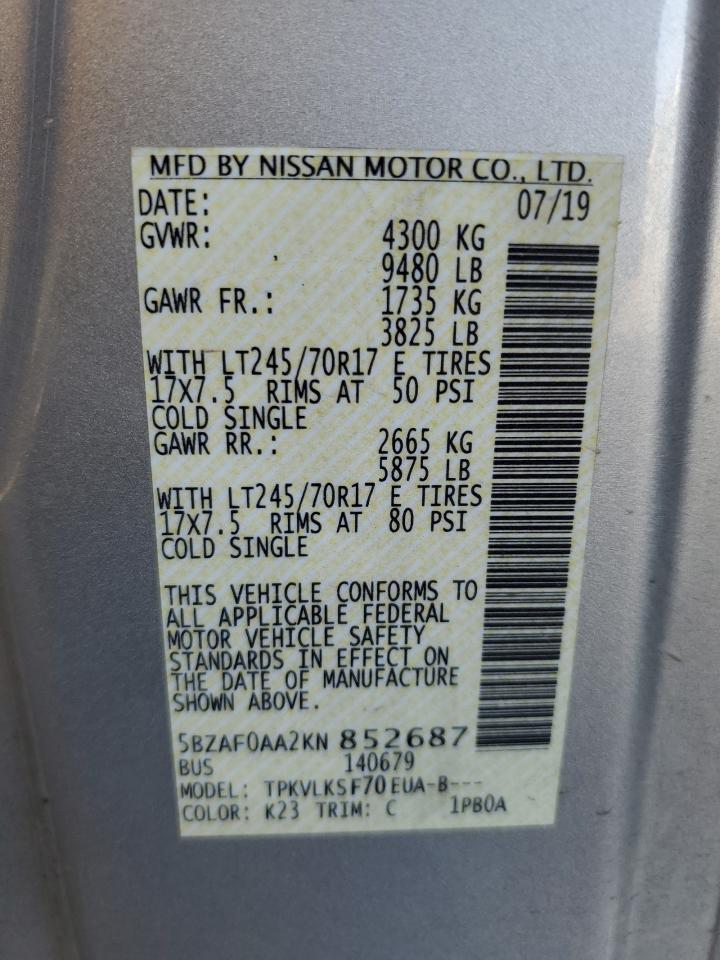 MFD BY NISSAN MOTOR CO., LTD.
DATE: 07/19
GVWR: 4300 KG
9480 LB
GAWR FR.: 1735 KG
3825 LB
WITH LT245/70R17 E TIRES
17X7.5 RIMS AT 50 PSI
COLD SINGLE
GAWR RR.: 2665 KG
5875 LB
WITH LT245/70R17 E TIRES
17X7.5 RIMS AT 80 PSI
COLD SINGLE
THIS VEHICLE CONFORMS TO
ALL APPLICABLE FEDERAL
MOTOR VEHICLE SAFETY
STANDARDS IN EFFECT ON
THE DATE OF MANUFACTURE
SHOWN ABOVE.
5BZAF0AA2KN 852687
BUS 140679
MODEL: TPKVLKSF70EUA-B---
COLOR: K23 TRIM: C 1PB0A